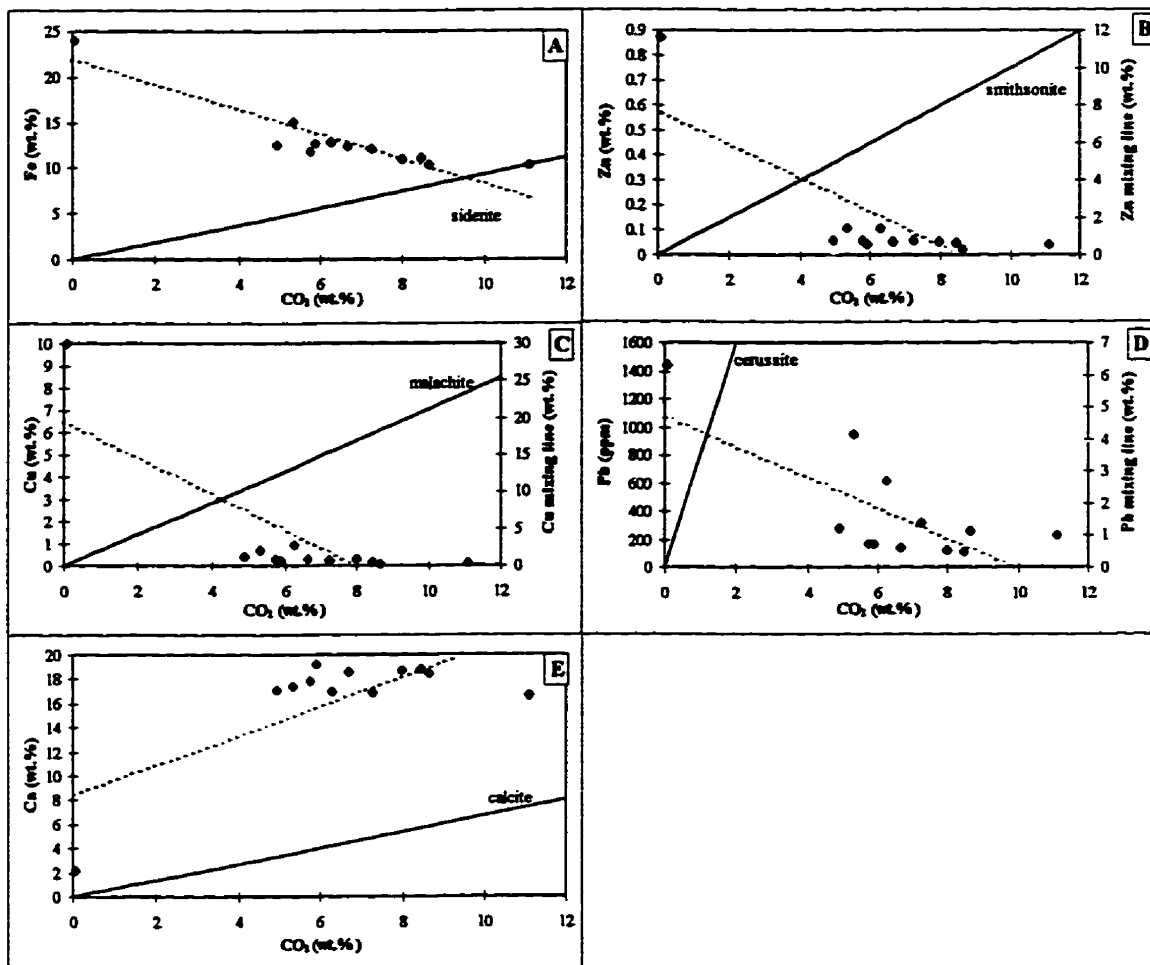 A
Fe (wt.%)
25
20
15
10
5
0
siderite
0 2 4 6 8 10 12
CO₂ (wt.%)
B
Zn (wt.%)
0.9
0.8
0.7
0.6
0.5
0.4
0.3
0.2
0.1
0
smithsonite
12
10
8
6
4
2
0
Zn mixing line (wt.%)
0 2 4 6 8 10 12
CO₂ (wt.%)
C
Cu (wt.%)
10
9
8
7
6
5
4
3
2
1
0
malachite
30
25
20
15
10
5
0
Cu mixing line (wt.%)
0 2 4 6 8 10 12
CO₂ (wt.%)
D
Pb (ppm)
1600
1400
1200
1000
800
600
400
200
0
cerussite
7
6
5
4
3
2
1
0
Pb mixing line (wt.%)
0 2 4 6 8 10 12
CO₂ (wt.%)
E
Ca (wt.%)
20
18
16
14
12
10
8
6
4
2
0
calcite
0 2 4 6 8 10 12
CO₂ (wt.%)